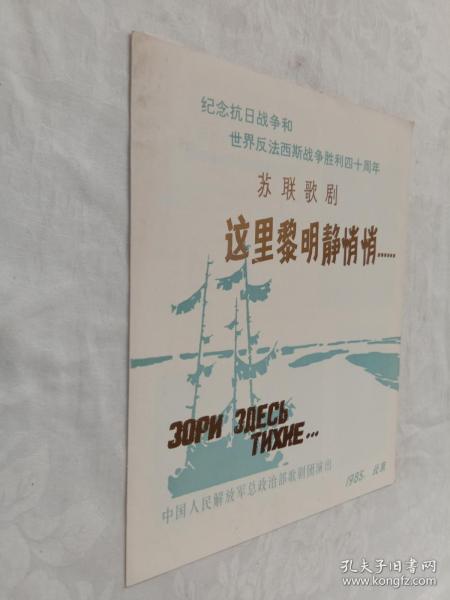 纪念抗日战争和
世界反法西斯战争胜利四十周年
苏联歌剧
这里黎明静悄悄……
ЗОРИ ЗДЕСЬ
ТИХИЕ...
中国人民解放军总政治部歌剧团演出
1985. 北京
孔夫子旧书网
www.kongfz.com